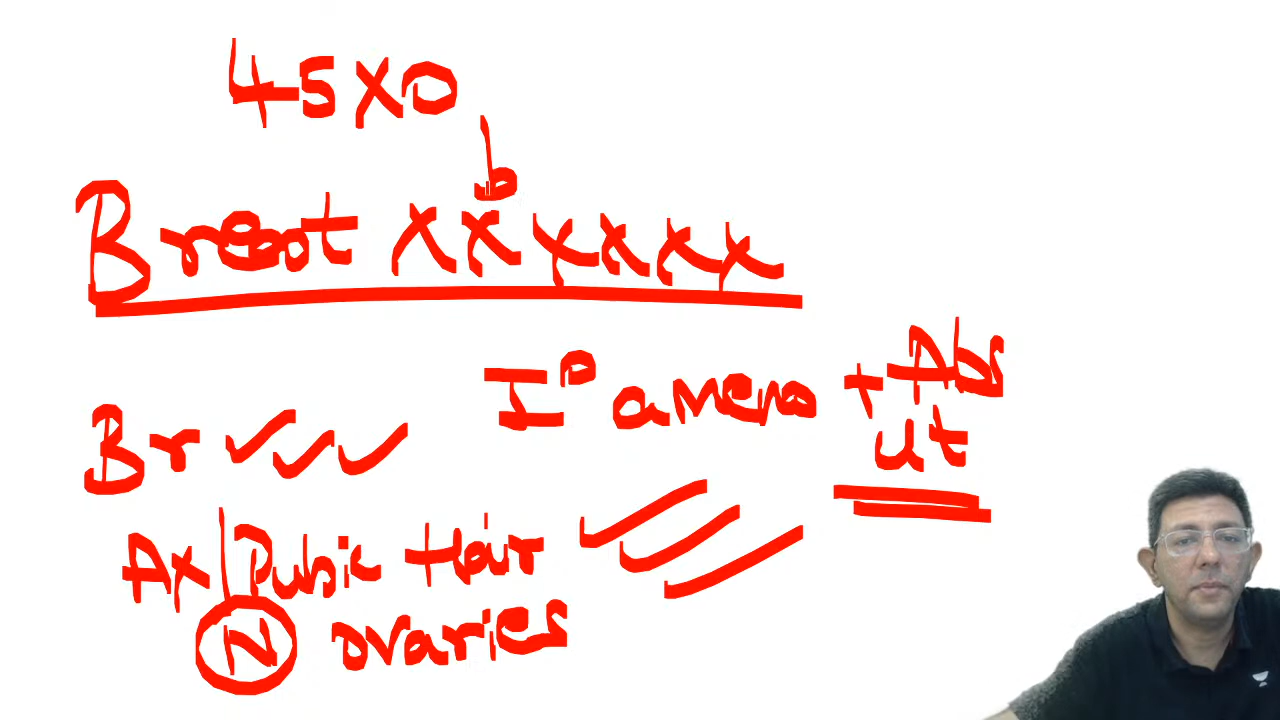 45XO
b
Breast XXXXXX
I° ameno + Abs ut
Br ✓✓✓
Ax/Pubic Hair ✓✓✓
N ovaries